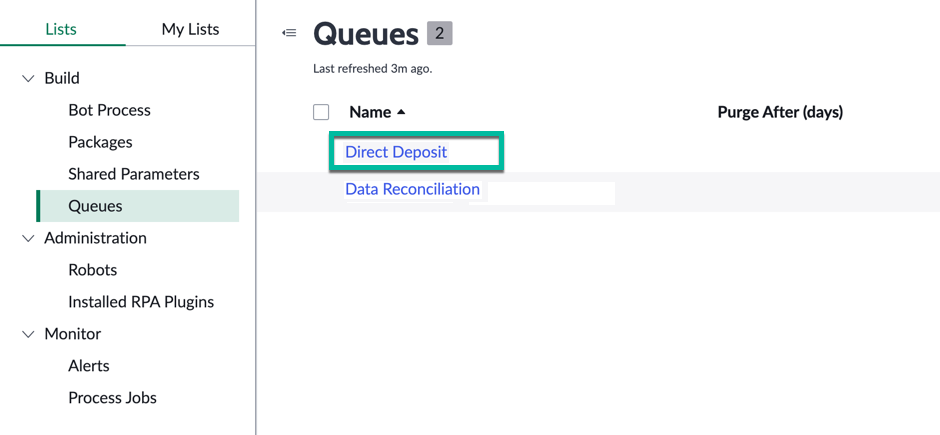 Lists
My Lists
Build
Bot Process
Packages
Shared Parameters
Queues
Administration
Robots
Installed RPA Plugins
Monitor
Alerts
Process Jobs
Queues 2
Last refreshed 3m ago.
Name
Purge After (days)
Direct Deposit
Data Reconciliation